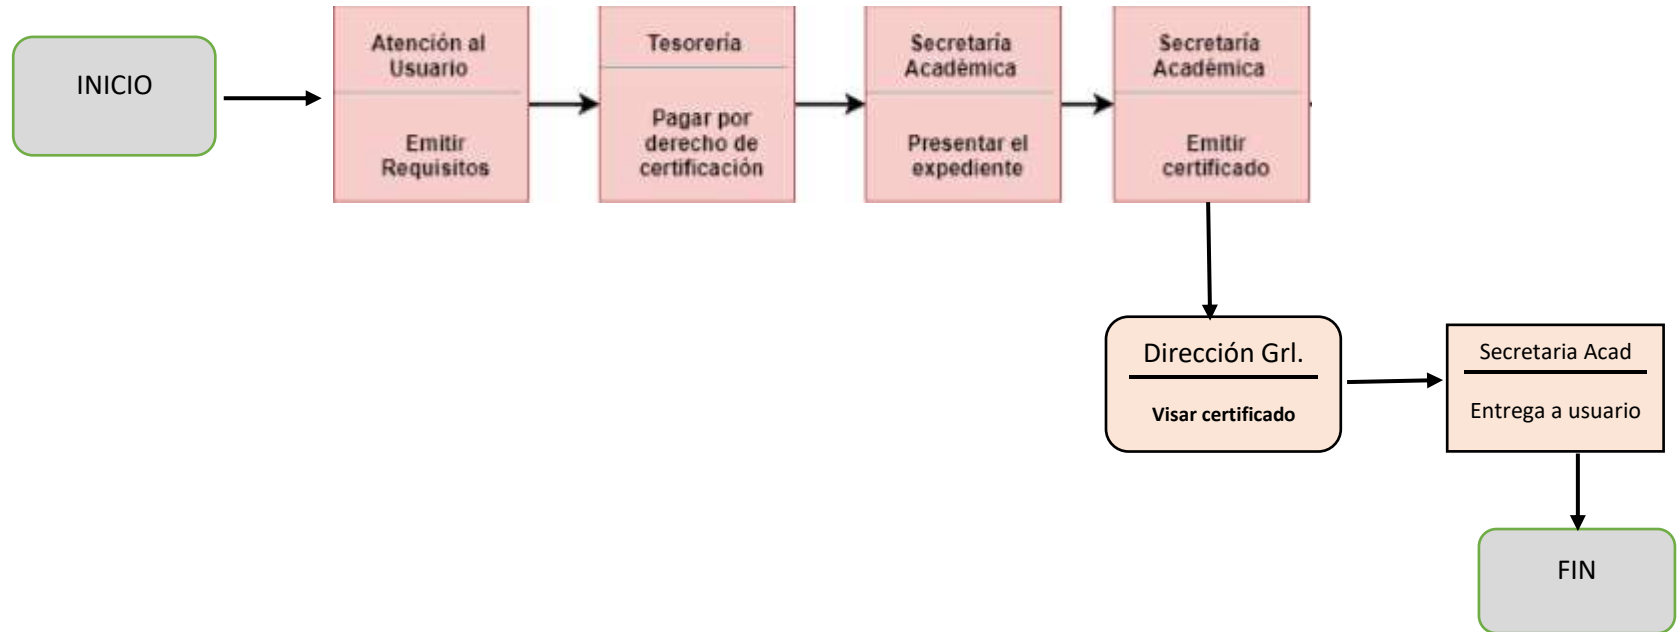 INICIO
Atención al
Usuario
Emitir
Requisitos
Tesorería
Pagar por
derecho de
certificación
Secretaría
Académica
Presentar el
expediente
Secretaría
Académica
Emitir
certificado
Dirección Grl.
Visar certificado
Secretaria Acad
Entrega a usuario
FIN